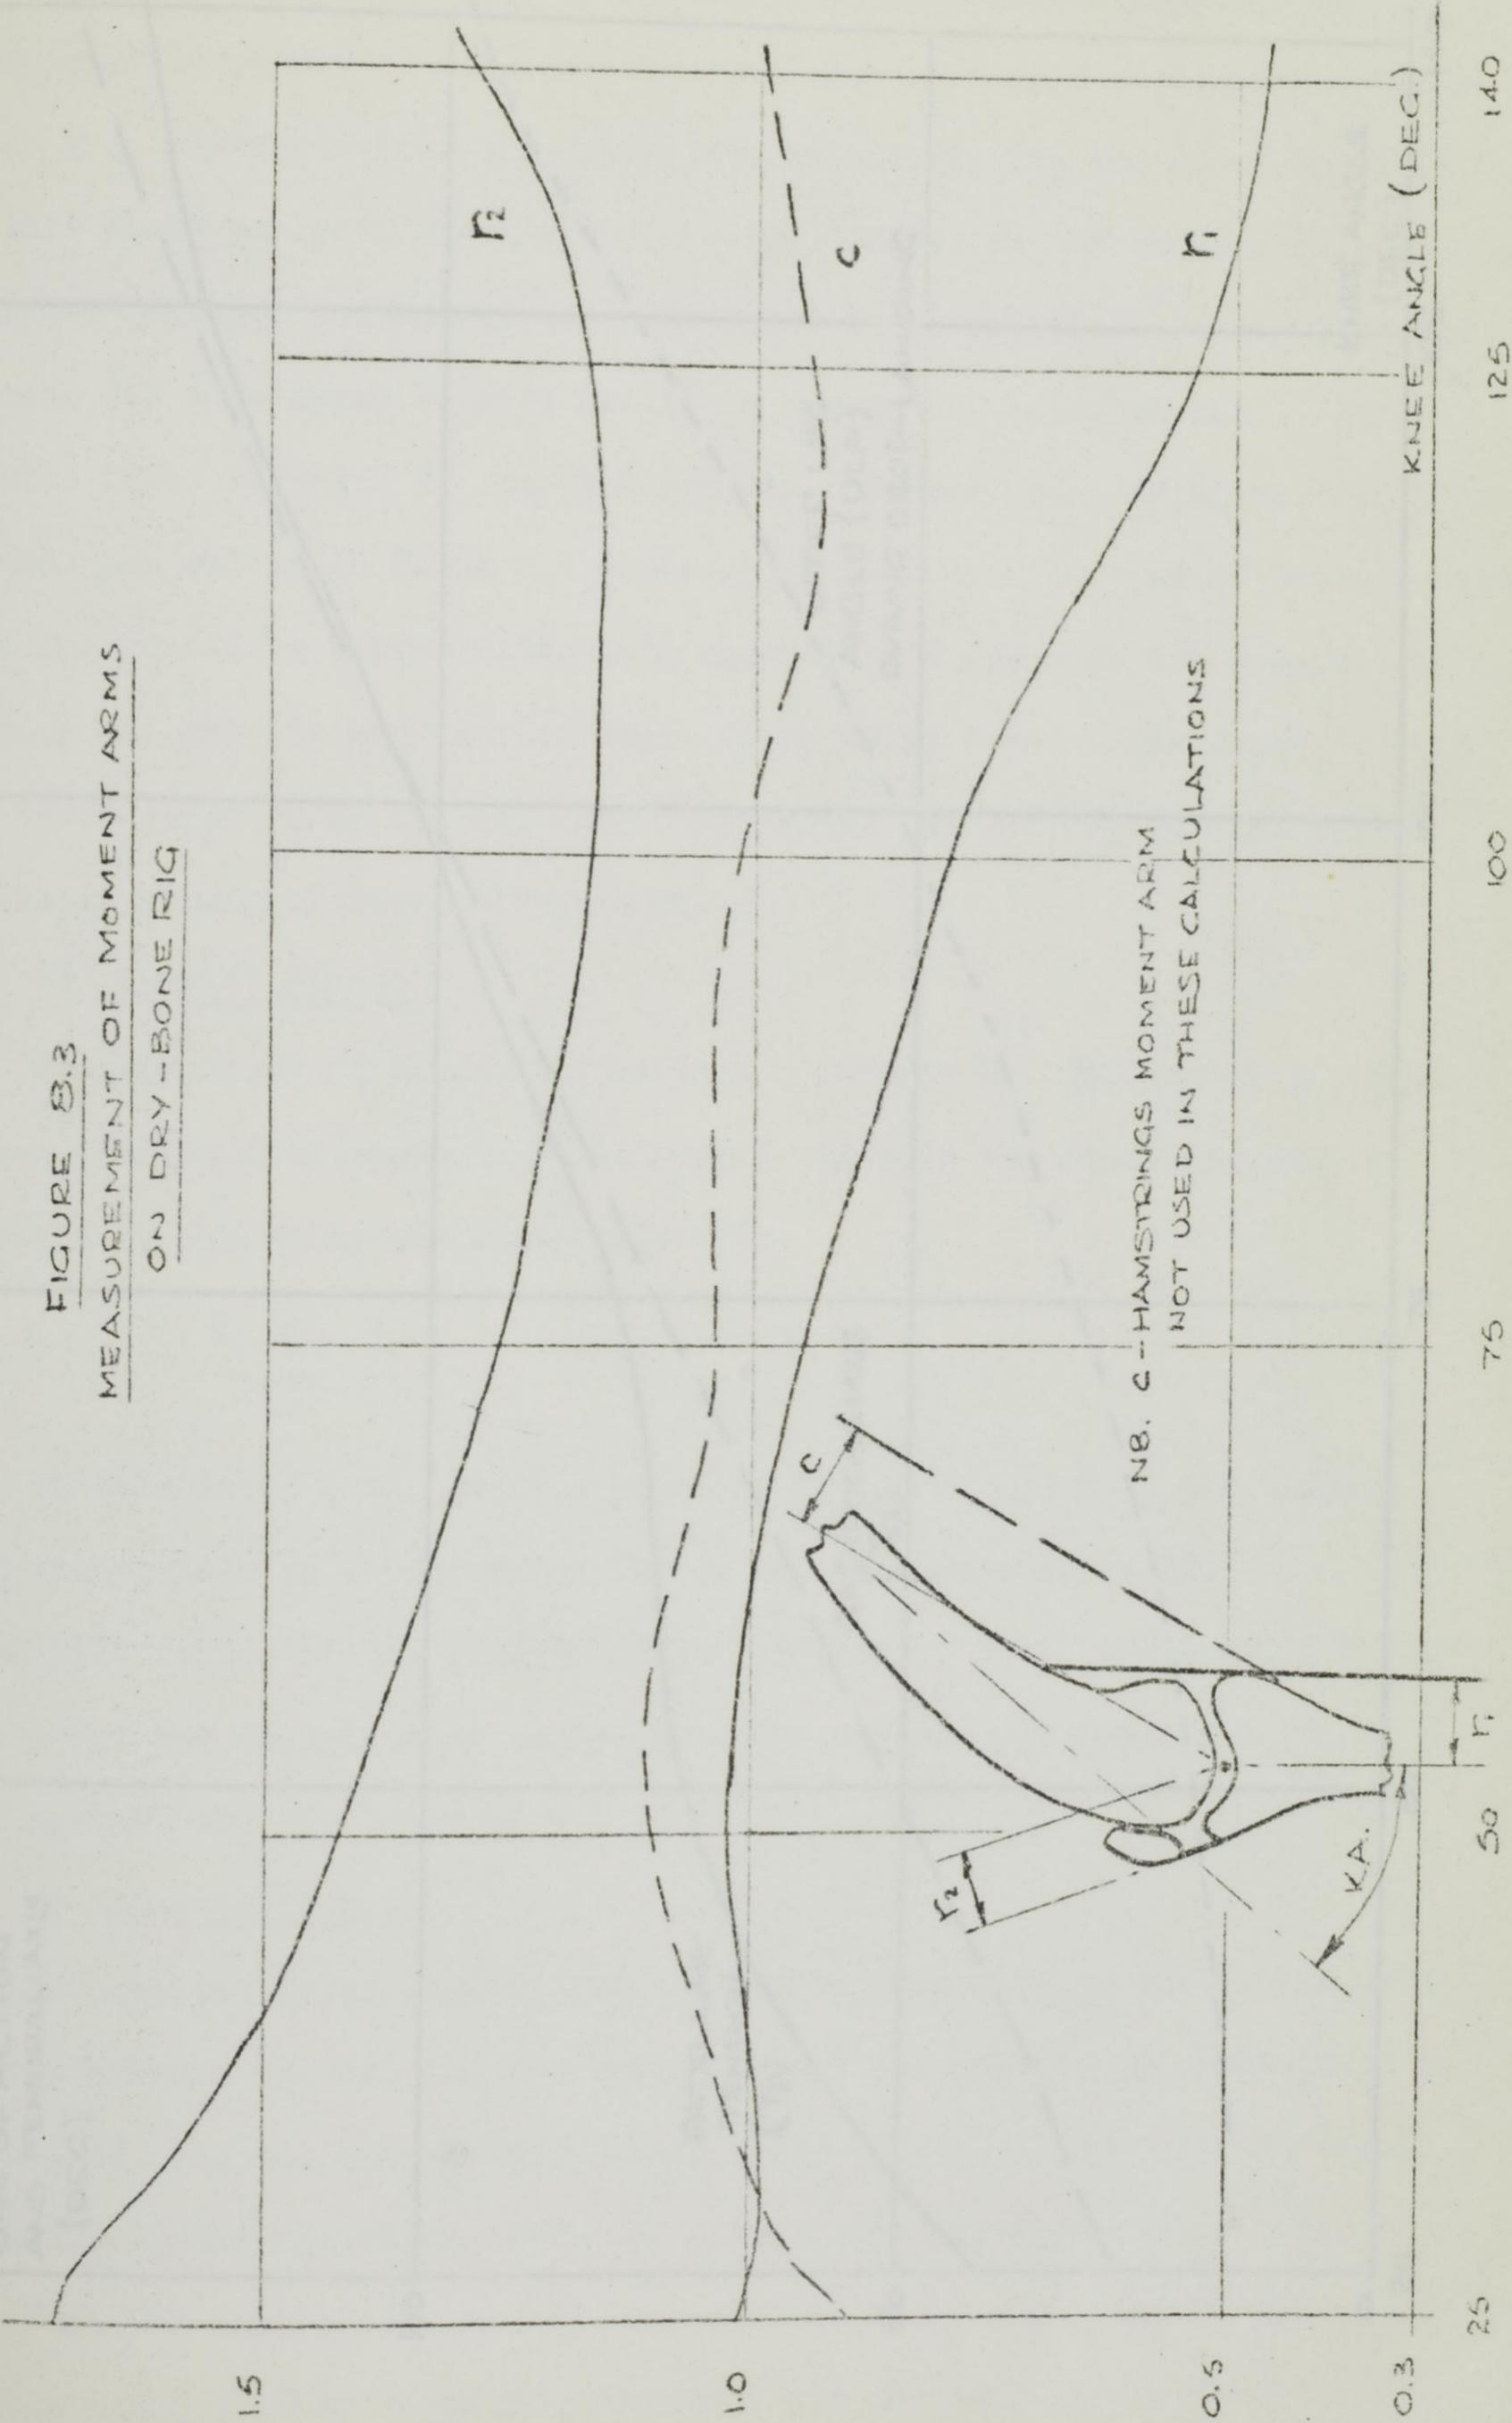 FIGURE 8.3
MEASUREMENT OF MOMENT ARMS
ON DRY-BONE RIG
1.5
1.0
0.5
0.3
r2
c
r1
c
r2
K.A.
r1
NB. C - HAMSTRINGS MOMENT ARM
NOT USED IN THESE CALCULATIONS
KNEE ANGLE (DEG.)
25
50
75
100
125
140